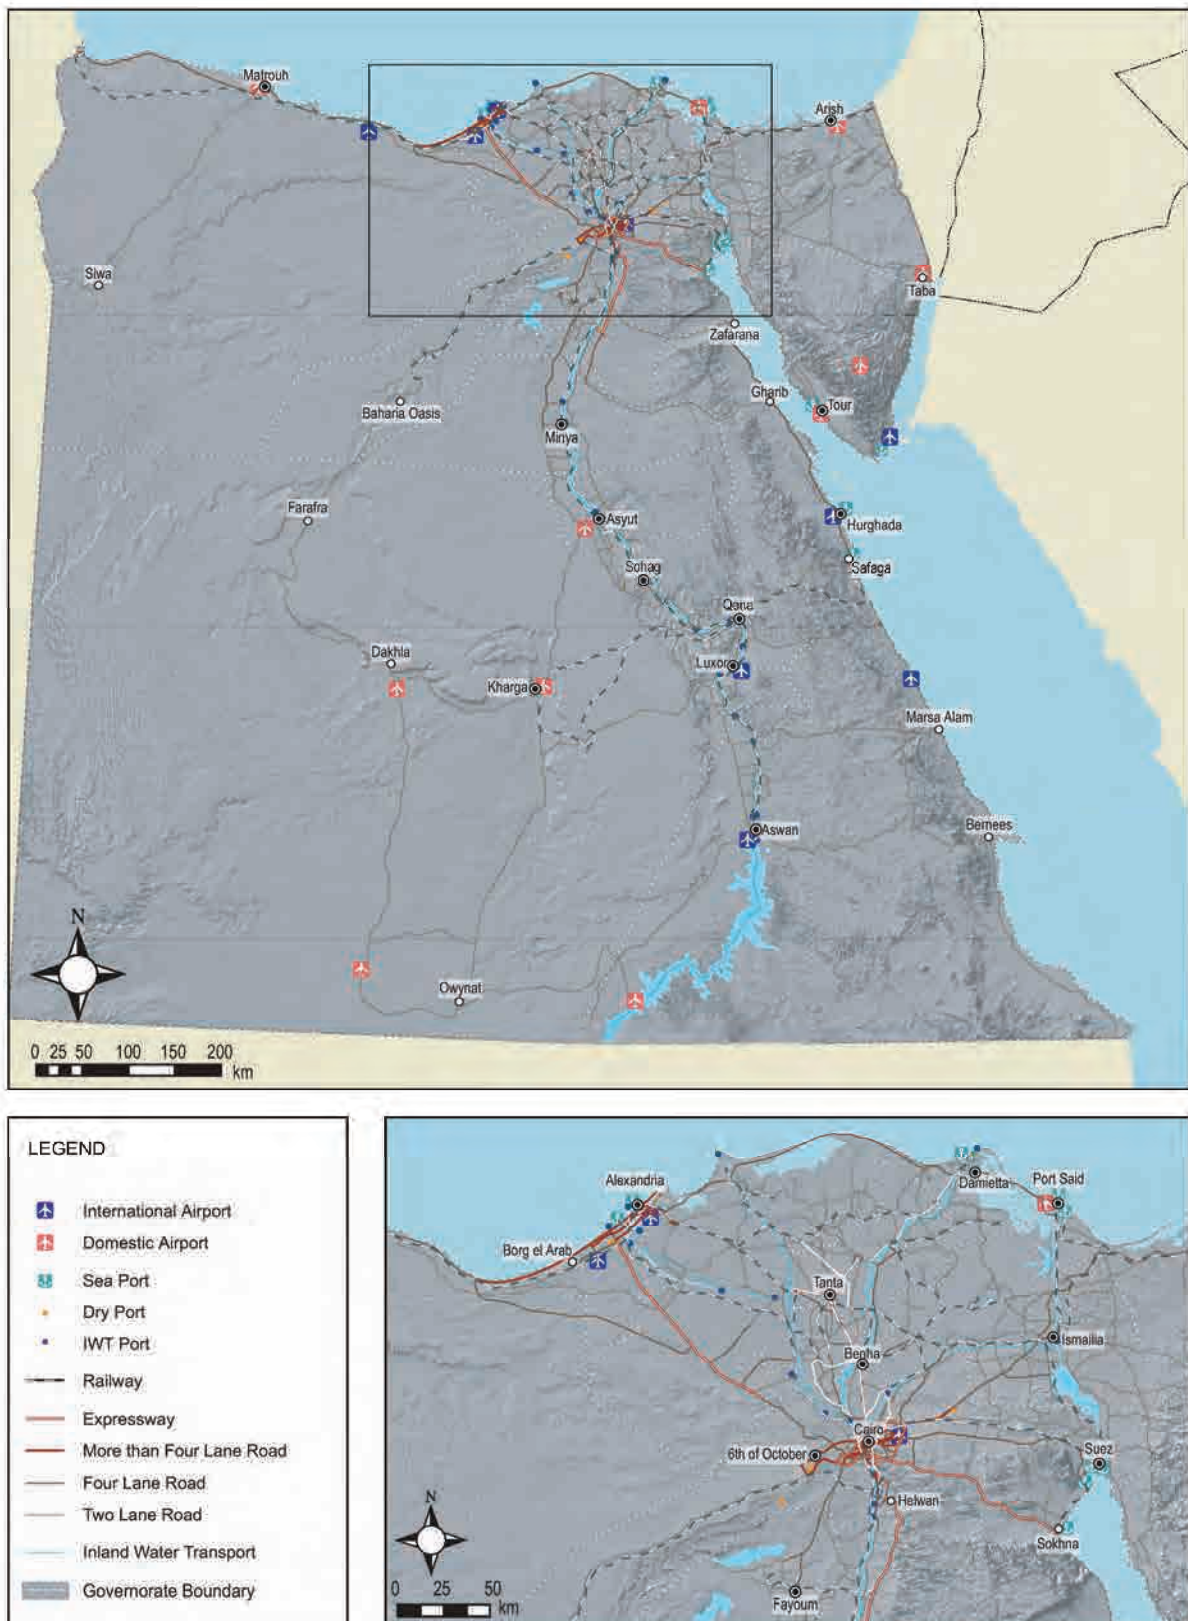 Matrouh
Arish
Siwa
Taba
Zafarana
Gharib
Baharia Oasis
Tour
Minya
Farafra
Asyut
Hurghada
Safaga
Sohag
Qena
Dakhla
Luxor
Kharga
Marsa Alam
Aswan
Bernees
N
Owynat
0 25 50 100 150 200
km
LEGEND
International Airport
Domestic Airport
Sea Port
Dry Port
IWT Port
Railway
Expressway
More than Four Lane Road
Four Lane Road
Two Lane Road
Inland Water Transport
Governorate Boundary
Alexandria
Damietta
Port Said
Borg el Arab
Tanta
Ismailia
Benha
Cairo
6th of October
Suez
Helwan
N
Sokhna
0 25 50
km
Fayoum